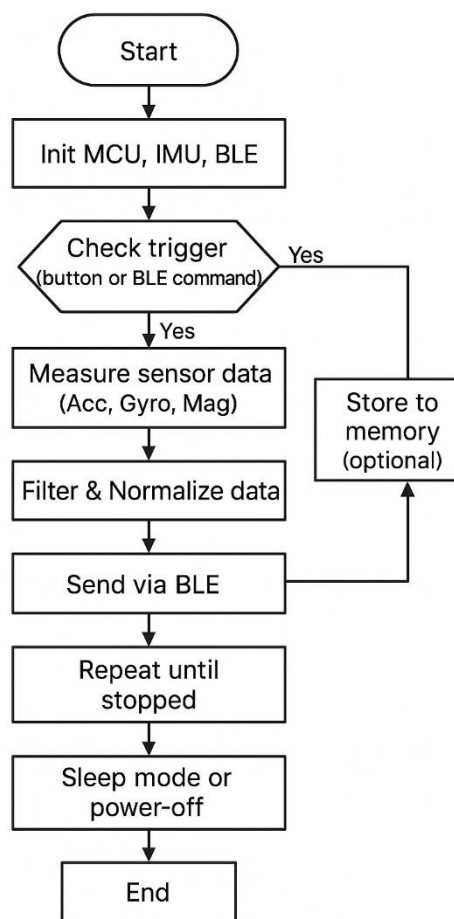 Start
Init MCU, IMU, BLE
Check trigger
(button or BLE command)
Yes
Yes
Measure sensor data
(Acc, Gyro, Mag)
Store to
memory
(optional)
Filter & Normalize data
Send via BLE
Repeat until
stopped
Sleep mode or
power-off
End